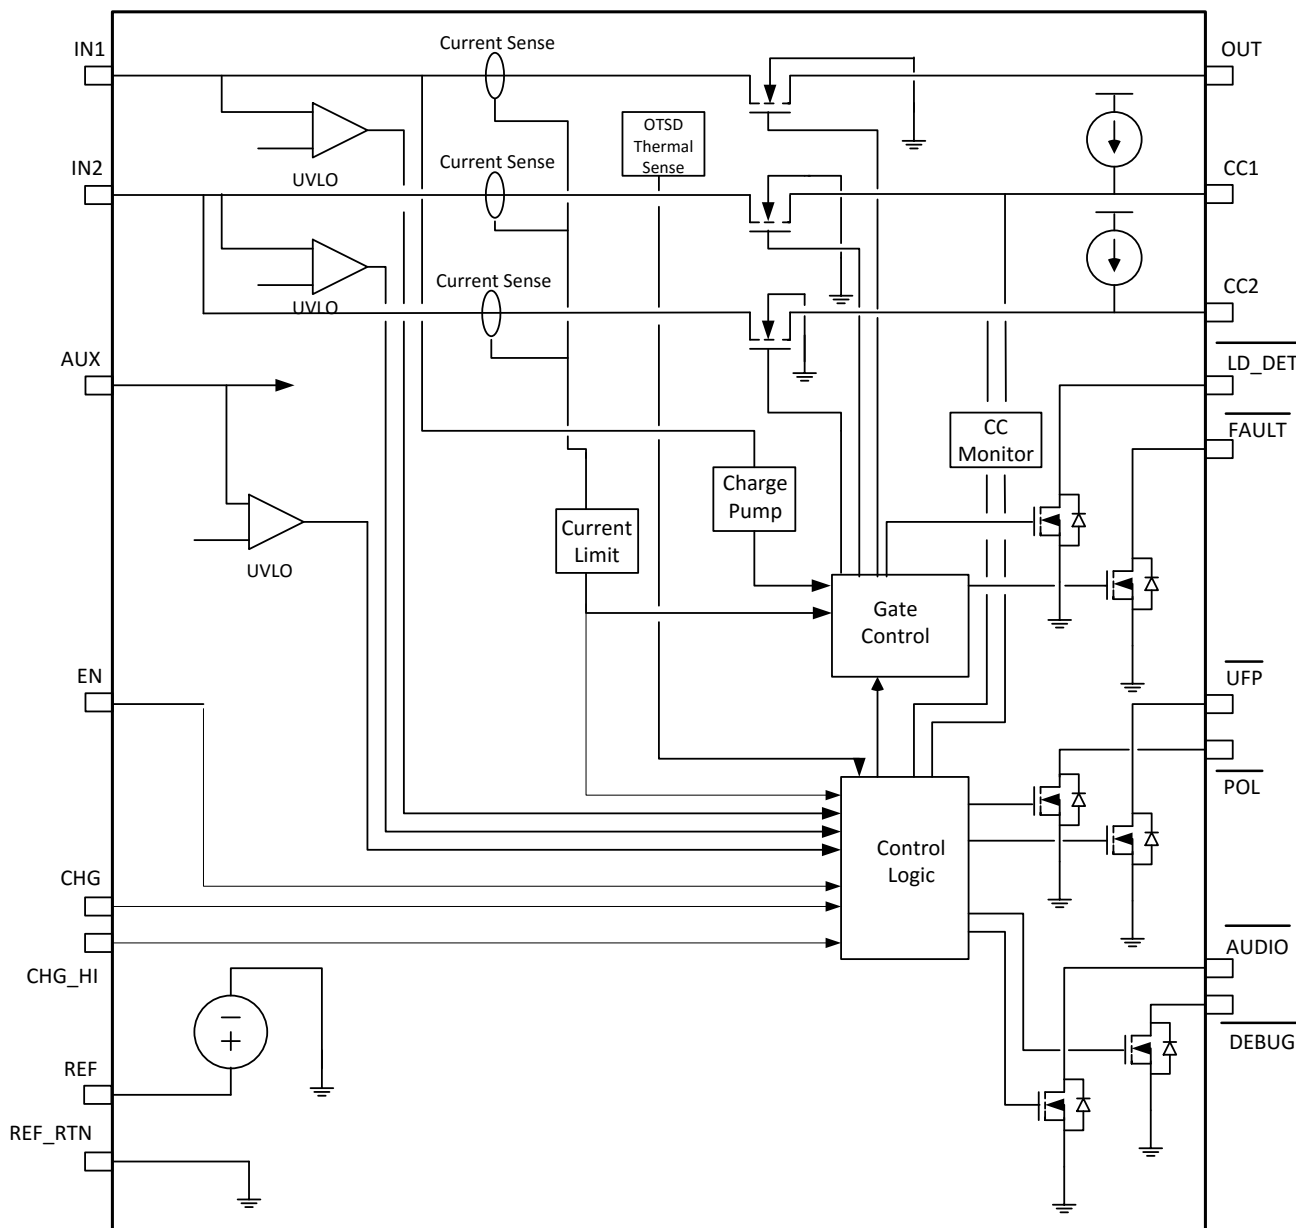 IN1
Current Sense
OUT
OTSD
Thermal
Sense
UVLO
IN2
Current Sense
CC1
UVLO
Current Sense
CC2
AUX
LD_DET
FAULT
CC
Monitor
Charge
Pump
Current
Limit
UVLO
Gate
Control
EN
UFP
POL
Control
Logic
CHG
CHG_HI
AUDIO
DEBUG
−
+
REF
REF_RTN